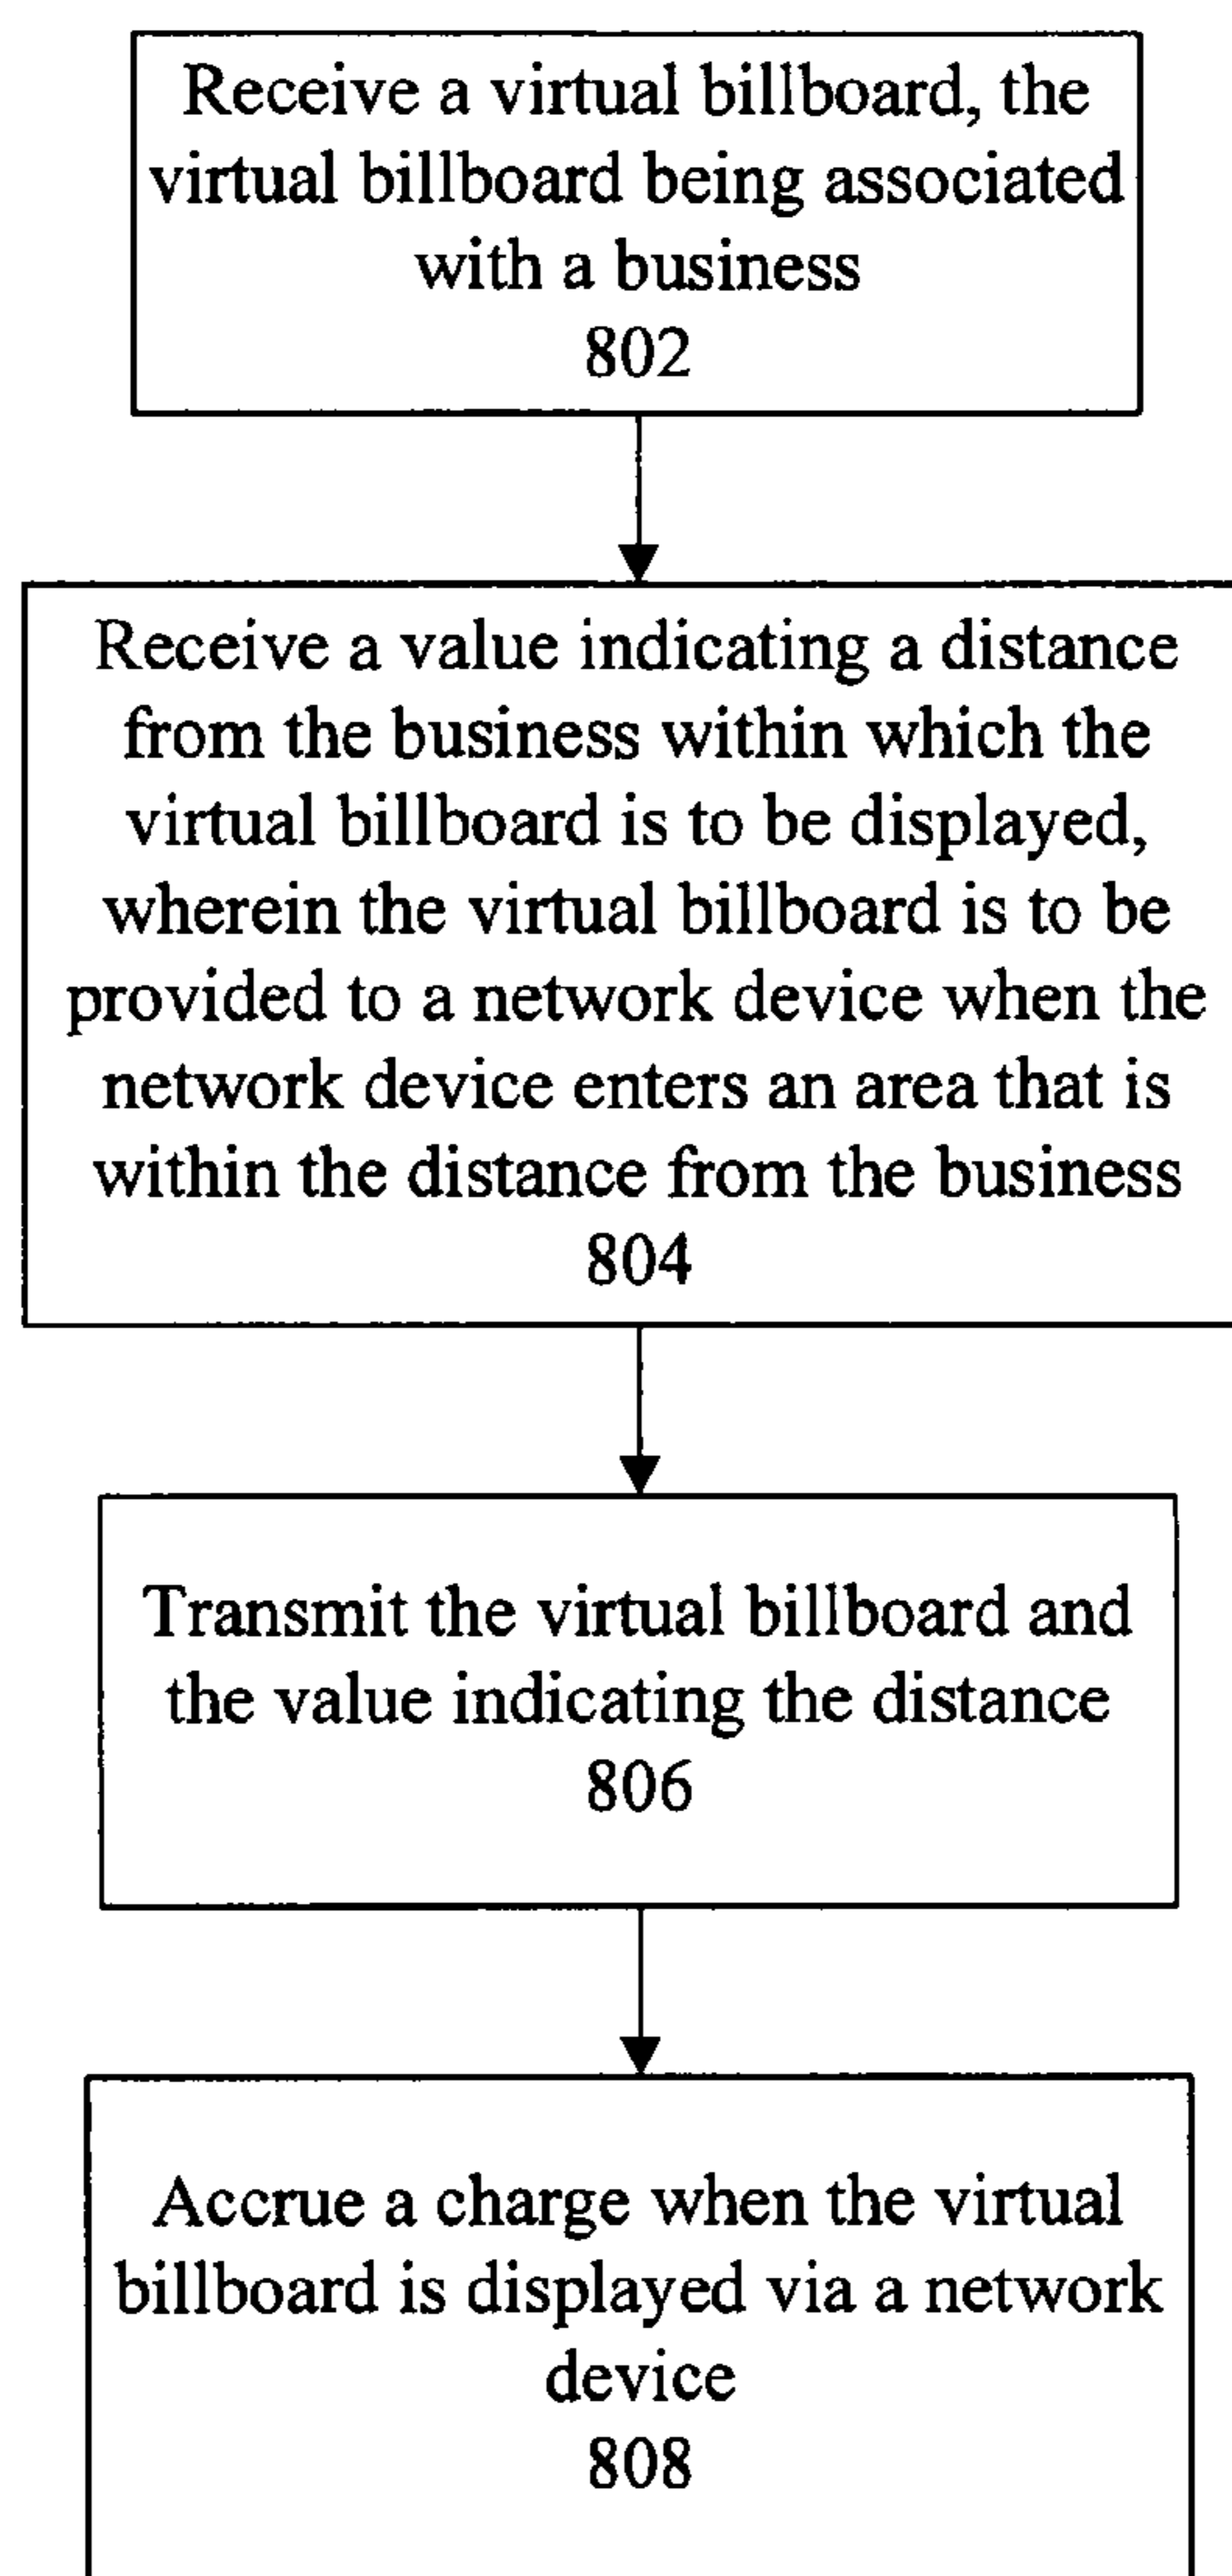 Receive a virtual billboard, the
virtual billboard being associated
with a business
802
Receive a value indicating a distance
from the business within which the
virtual billboard is to be displayed,
wherein the virtual billboard is to be
provided to a network device when the
network device enters an area that is
within the distance from the business
804
Transmit the virtual billboard and
the value indicating the distance
806
Accrue a charge when the virtual
billboard is displayed via a network
device
808